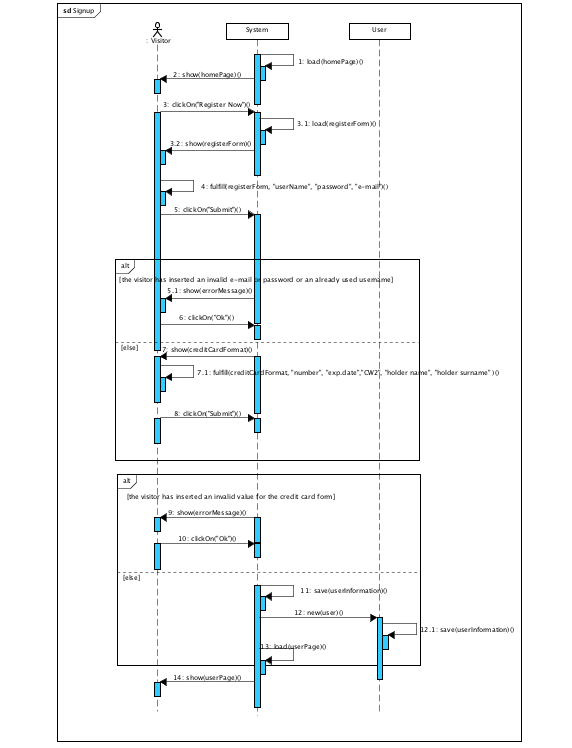 sd Signup
: Visitor
System
User
1: load(homePage)()
2: show(homePage)()
3: clickOn("Register Now")()
3.1: load(registerForm)()
3.2: show(registerForm)()
4: fulfill(registerForm, "userName", "password", "e-mail")()
5: clickOn("Submit")()
alt
[the visitor has inserted an invalid e-mail or password or an already used username]
5.1: show(errorMessage)()
6: clickOn("Ok")()
[else]
7: show(creditCardFormat)()
7.1: fulfill(creditCardFormat, "number", "exp.date","CW2", "holder name", "holder surname" )()
8: clickOn("Submit")()
alt
[the visitor has inserted an invalid value for the credit card form]
9: show(errorMessage)()
10: clickOn("Ok")()
[else]
11: save(userInformation)()
12: new(user)()
12.1: save(userInformation)()
13: load(userPage)()
14: show(userPage)()